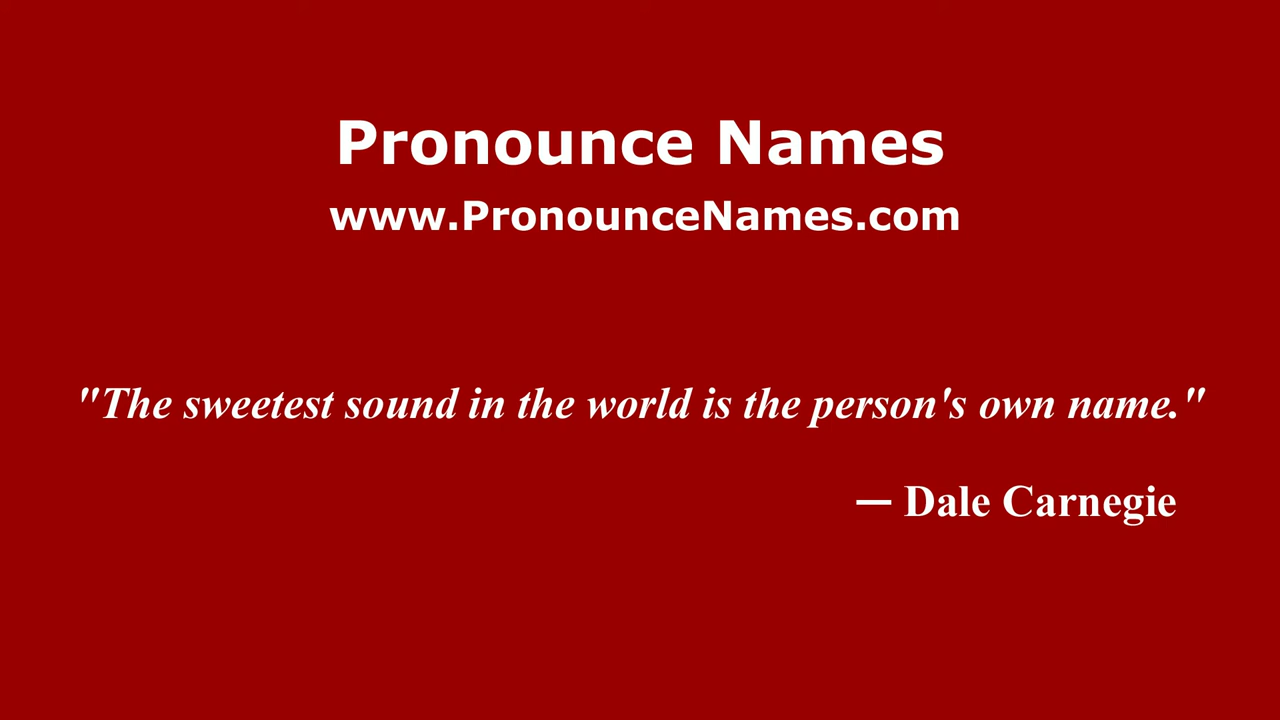 Pronounce Names
www.PronounceNames.com
"The sweetest sound in the world is the person's own name."
— Dale Carnegie